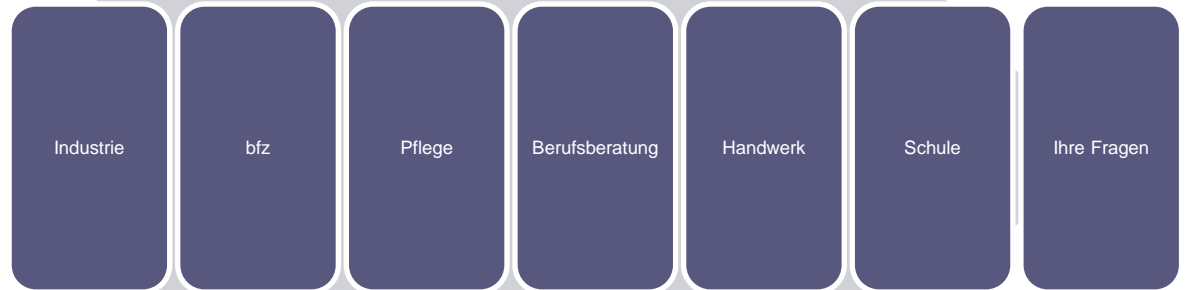 Industrie
bfz
Pflege
Berufsberatung
Handwerk
Schule
Ihre Fragen